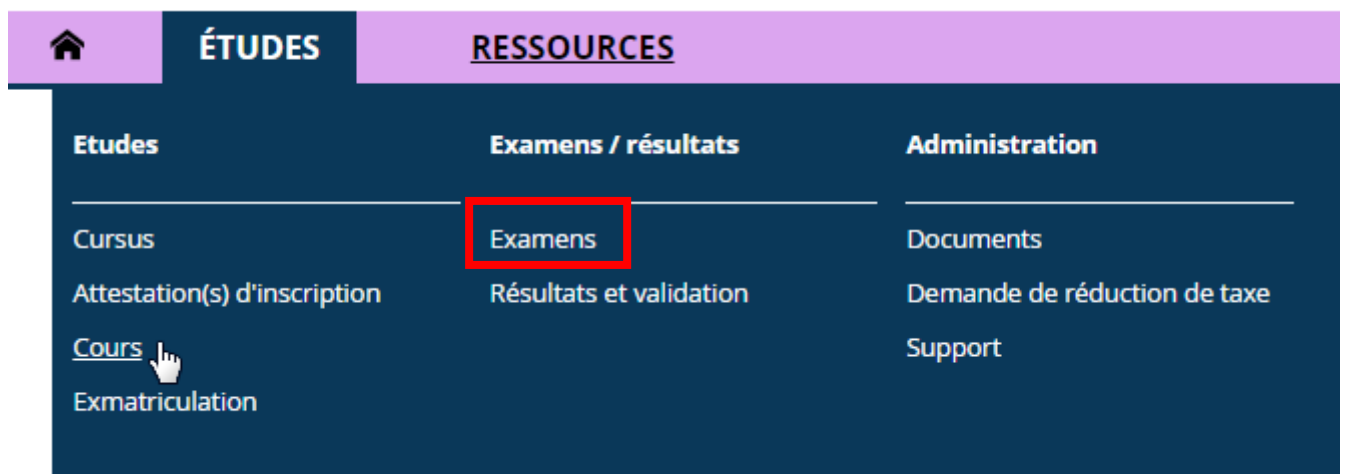 ÉTUDES
RESSOURCES
Etudes
Cursus
Attestation(s) d'inscription
Cours
Exmatriculation
Examens / résultats
Examens
Résultats et validation
Administration
Documents
Demande de réduction de taxe
Support